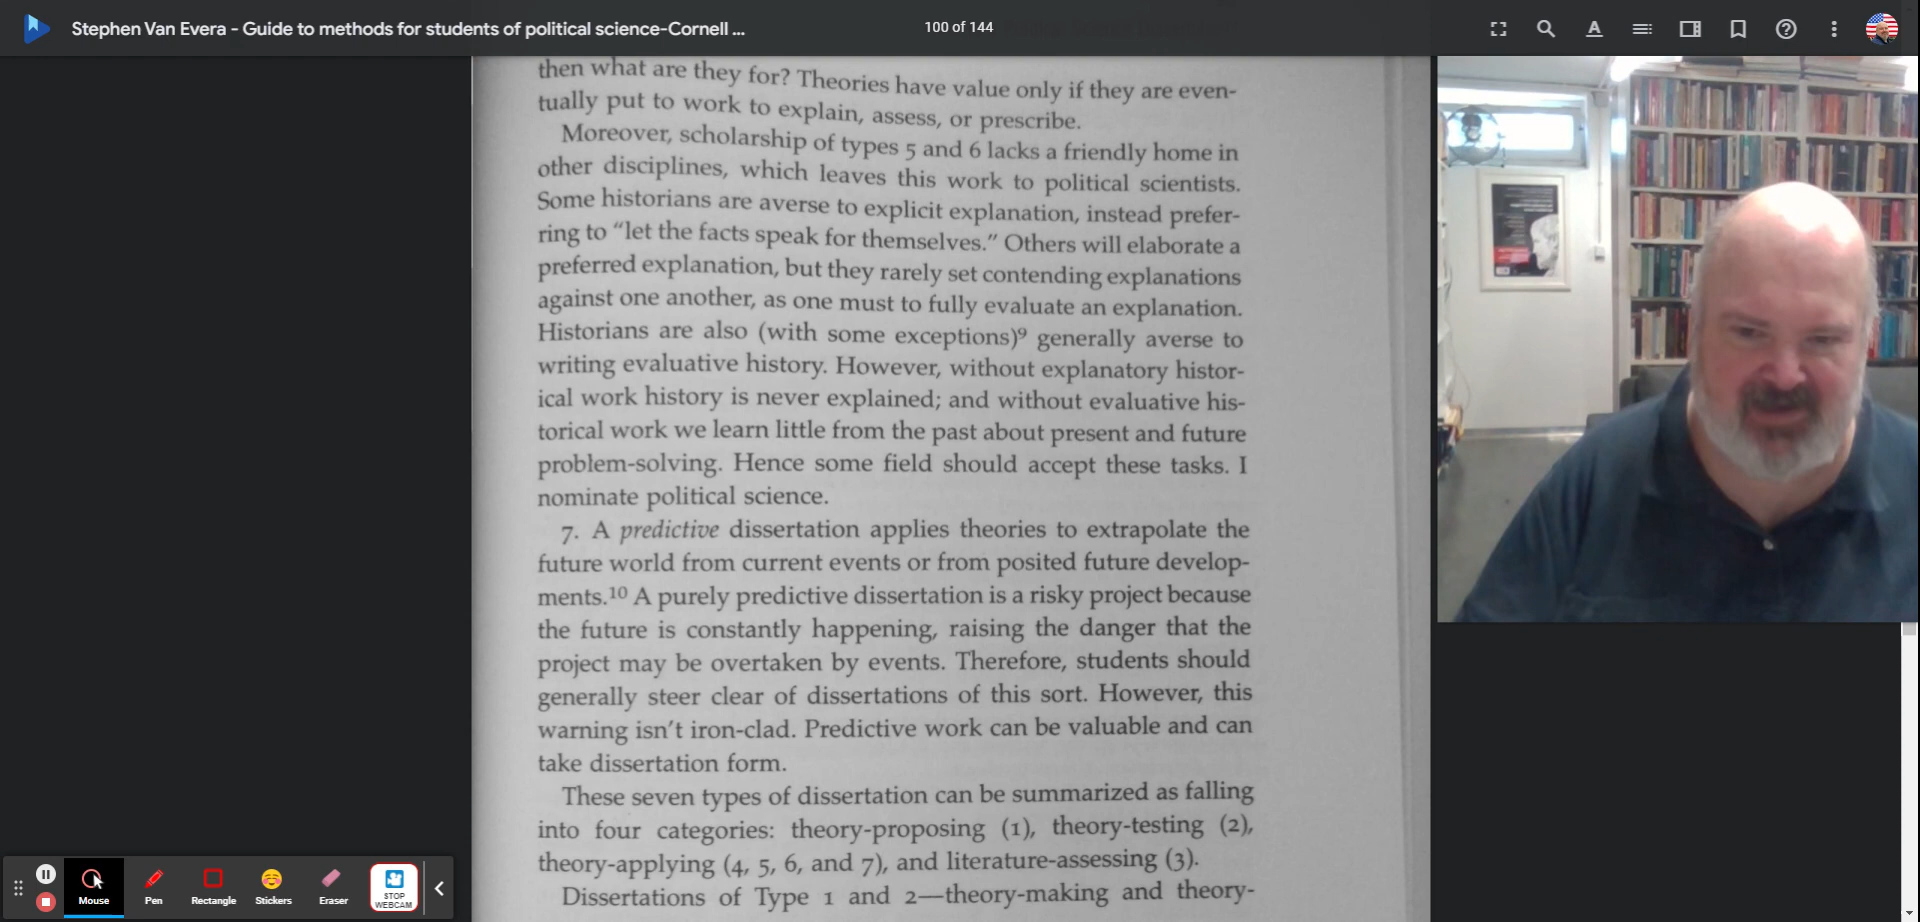 Stephen Van Evera - Guide to methods for students of political science-Cornell ...
100 of 144
then what are they for? Theories have value only if they are even-
tually put to work to explain, assess, or prescribe.
Moreover, scholarship of types 5 and 6 lacks a friendly home in
other disciplines, which leaves this work to political scientists.
Some historians are averse to explicit explanation, instead prefer-
ring to “let the facts speak for themselves.” Others will elaborate a
preferred explanation, but they rarely set contending explanations
against one another, as one must to fully evaluate an explanation.
Historians are also (with some exceptions)⁹ generally averse to
writing evaluative history. However, without explanatory histor-
ical work history is never explained; and without evaluative his-
torical work we learn little from the past about present and future
problem-solving. Hence some field should accept these tasks. I
nominate political science.
7. A predictive dissertation applies theories to extrapolate the
future world from current events or from posited future develop-
ments.¹⁰ A purely predictive dissertation is a risky project because
the future is constantly happening, raising the danger that the
project may be overtaken by events. Therefore, students should
generally steer clear of dissertations of this sort. However, this
warning isn’t iron-clad. Predictive work can be valuable and can
take dissertation form.
These seven types of dissertation can be summarized as falling
into four categories: theory-proposing (1), theory-testing (2),
theory-applying (4, 5, 6, and 7), and literature-assessing (3).
Dissertations of Type 1 and 2—theory-making and theory-
Mouse
Pen
Rectangle
Stickers
Eraser
STOP
WEBCAM